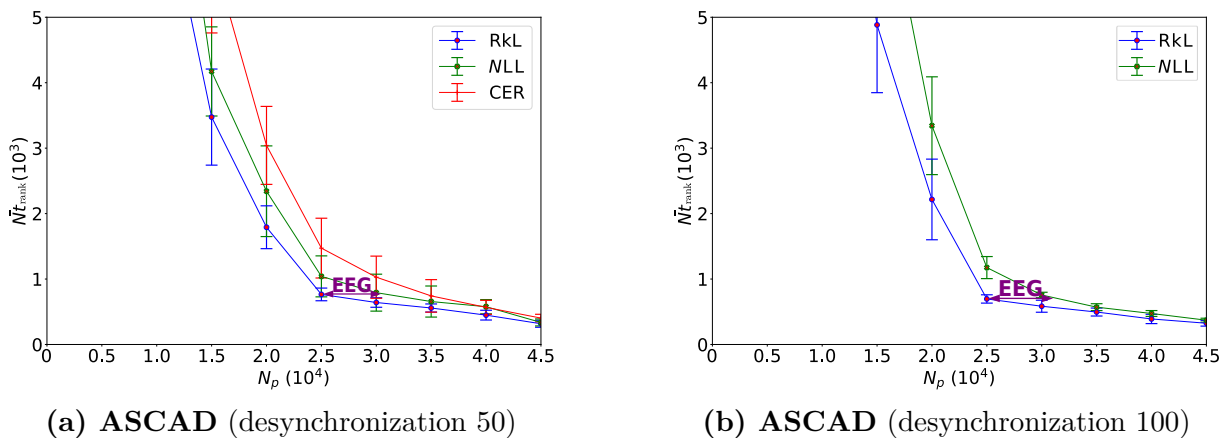 5
4
3
2
1
0
N̄t_rank(10³)
RkL
NLL
CER
EEG
0 0.5 1.0 1.5 2.0 2.5 3.0 3.5 4.0 4.5
N_p (10⁴)
(a) ASCAD (desynchronization 50)
5
4
3
2
1
0
N̄t_rank(10³)
RkL
NLL
EEG
0 0.5 1.0 1.5 2.0 2.5 3.0 3.5 4.0 4.5
N_p (10⁴)
(b) ASCAD (desynchronization 100)